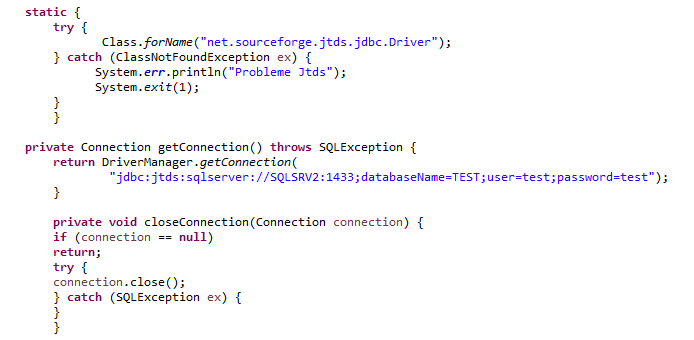 static {
try {
Class.forName("net.sourceforge.jtds.jdbc.Driver");
} catch (ClassNotFoundException ex) {
System.err.println("Probleme Jtds");
System.exit(1);
}
}
private Connection getConnection() throws SQLException {
return DriverManager.getConnection(
"jdbc:jtds:sqlserver://SQLSRV2:1433;databaseName=TEST;user=test;password=test");
}
private void closeConnection(Connection connection) {
if (connection == null)
return;
try {
connection.close();
} catch (SQLException ex) {
}
}